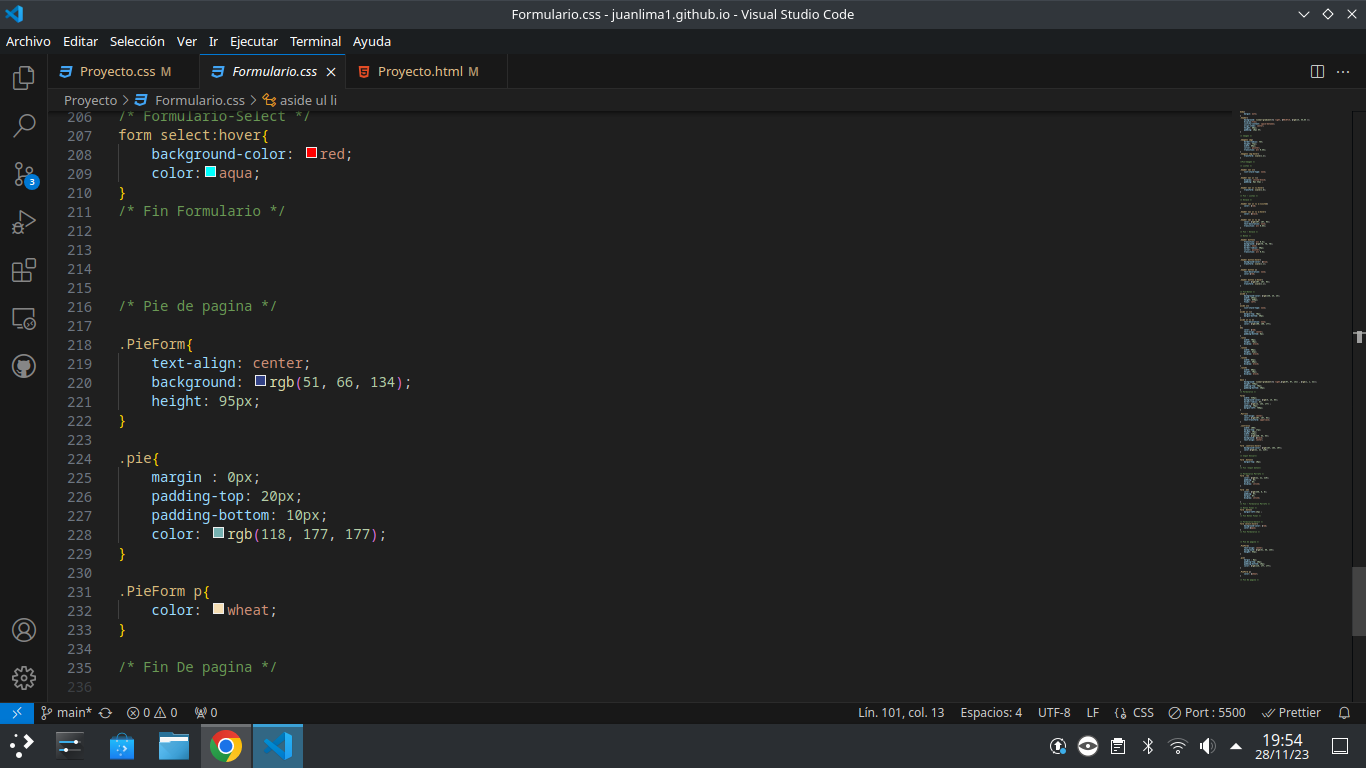 Formulario.css - juanlima1.github.io - Visual Studio Code
Archivo Editar Selección Ver Ir Ejecutar Terminal Ayuda
Proyecto.css M Formulario.css Proyecto.html M
Proyecto > Formulario.css > aside ul li
206 /* Formulario-Select */
207 form select:hover{
208     background-color: red;
209     color: aqua;
210 }
211 /* Fin Formulario */
212
213
214
215
216 /* Pie de pagina */
217
218 .PieForm{
219     text-align: center;
220     background: rgb(51, 66, 134);
221     height: 95px;
222 }
223
224 .pie{
225     margin : 0px;
226     padding-top: 20px;
227     padding-bottom: 10px;
228     color: rgb(118, 177, 177);
229 }
230
231 .PieForm p{
232     color: wheat;
233 }
234
235 /* Fin De pagina */
236
3
main* 0 0 0 Lín. 101, col. 13 Espacios: 4 UTF-8 LF CSS Port : 5500 Prettier
19:54
28/11/23